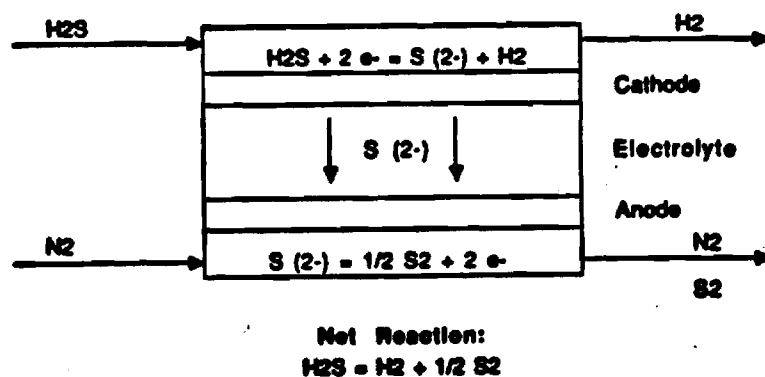 H2S
H2
H2S + 2 e- = S (2-) + H2
Cathode
S (2-)
Electrolyte
Anode
N2
N2
S (2-) = 1/2 S2 + 2 e-
S2
Net Reaction:
H2S = H2 + 1/2 S2